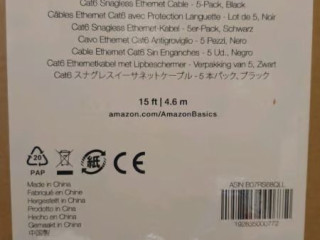 Cat6 Snagless Ethernet Cable - 5-Pack, Black
Câbles Ethernet Cat6 avec Protection Languette - Lot de 5, Noir
Cat6 Snagless Ethernet-Kabel - 5er-Pack, Schwarz
Cavo Ethernet Cat6 Antigroviglio - 5 Pezzi, Nero
Cable Ethernet Cat6 Sin Enganches - 5 Ud., Negro
Cat6 Ethernetkabel met Lipbeschermer - Verpakking van 5, Zwart
Cat6 スナグレスイーサネットケーブル - 5本パック, ブラック
15 ft | 4.6 m
amazon.com/AmazonBasics
20
PAP
紙
CE
Made in China
Fabriqué en Chine
Hergestellt in China
Prodotto in Cina
Hecho en China
Gemaakt in China
中国製